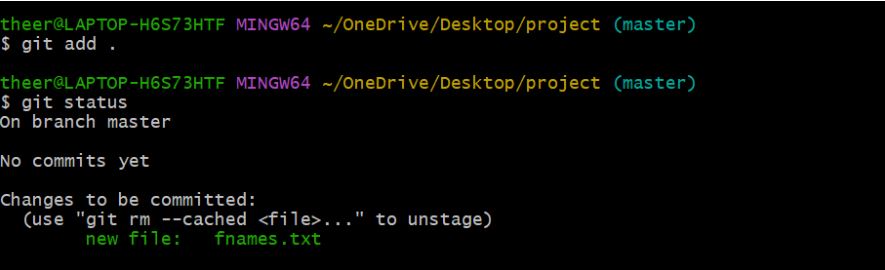 theer@LAPTOP-H6S73HTF MINGW64 ~/OneDrive/Desktop/project (master)
$ git add .
theer@LAPTOP-H6S73HTF MINGW64 ~/OneDrive/Desktop/project (master)
$ git status
On branch master
No commits yet
Changes to be committed:
  (use "git rm --cached <file>..." to unstage)
        new file:   fnames.txt